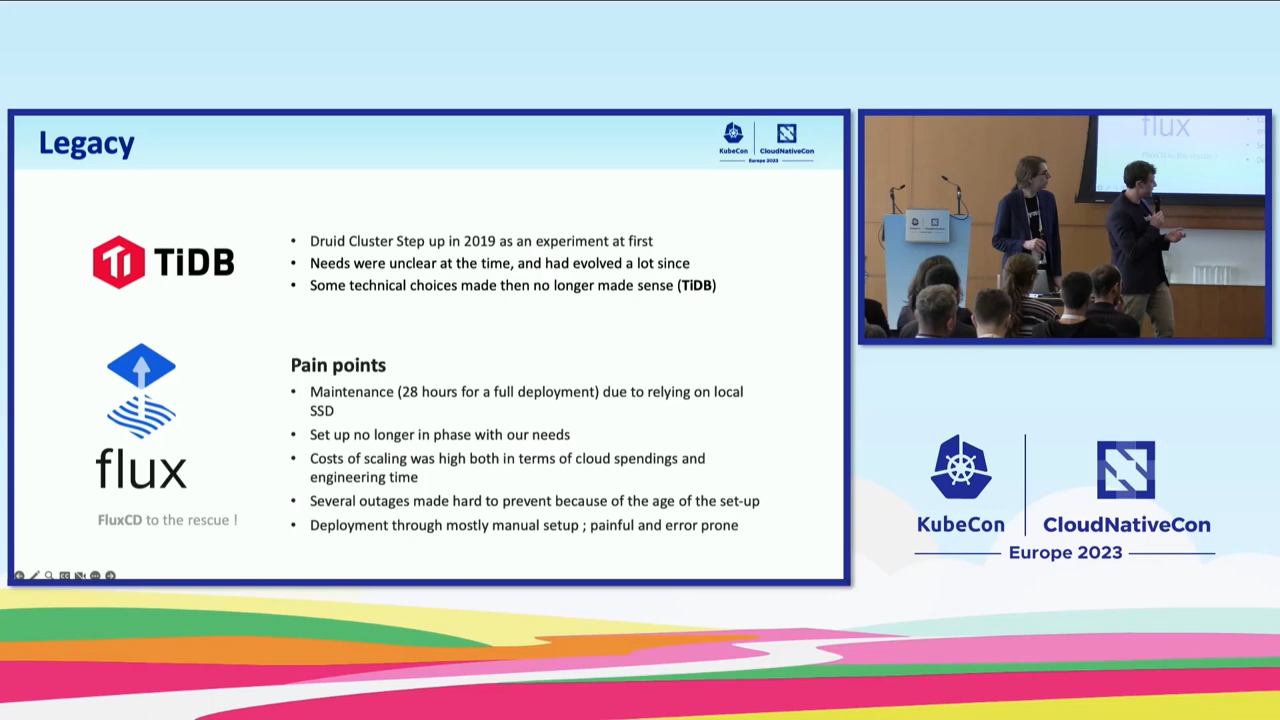 Legacy
KubeCon
CloudNativeCon
Europe 2023
TiDB
• Druid Cluster Step up in 2019 as an experiment at first
• Needs were unclear at the time, and had evolved a lot since
• Some technical choices made then no longer made sense (TiDB)
flux
FluxCD to the rescue !
Pain points
• Maintenance (28 hours for a full deployment) due to relying on local
SSD
• Set up no longer in phase with our needs
• Costs of scaling was high both in terms of cloud spendings and
engineering time
• Several outages made hard to prevent because of the age of the set-up
• Deployment through mostly manual setup ; painful and error prone
flux
KubeCon
CloudNativeCon
Europe 2023